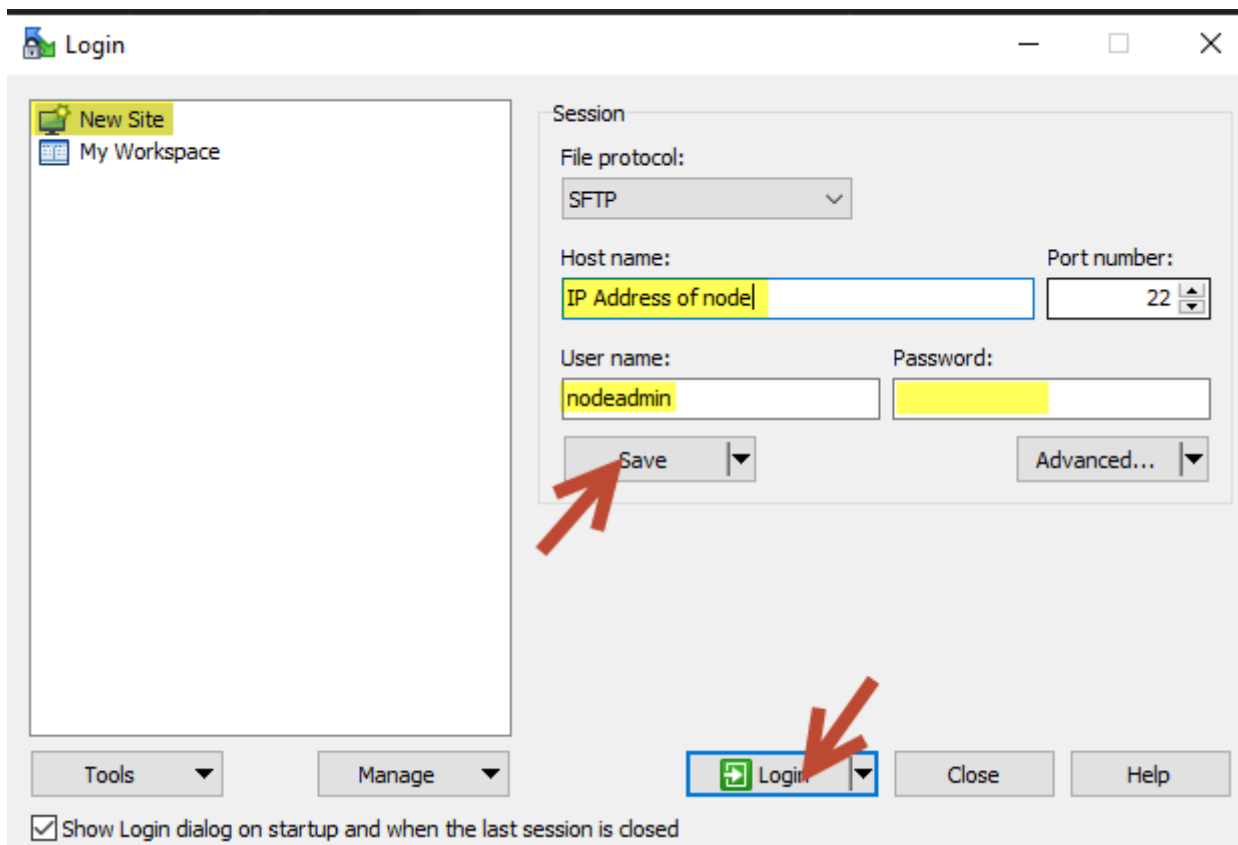 Login
New Site
My Workspace
Session
File protocol:
SFTP
Host name: Port number:
IP Address of node 22
User name: Password:
nodeadmin
Save Advanced...
Tools Manage Login Close Help
Show Login dialog on startup and when the last session is closed